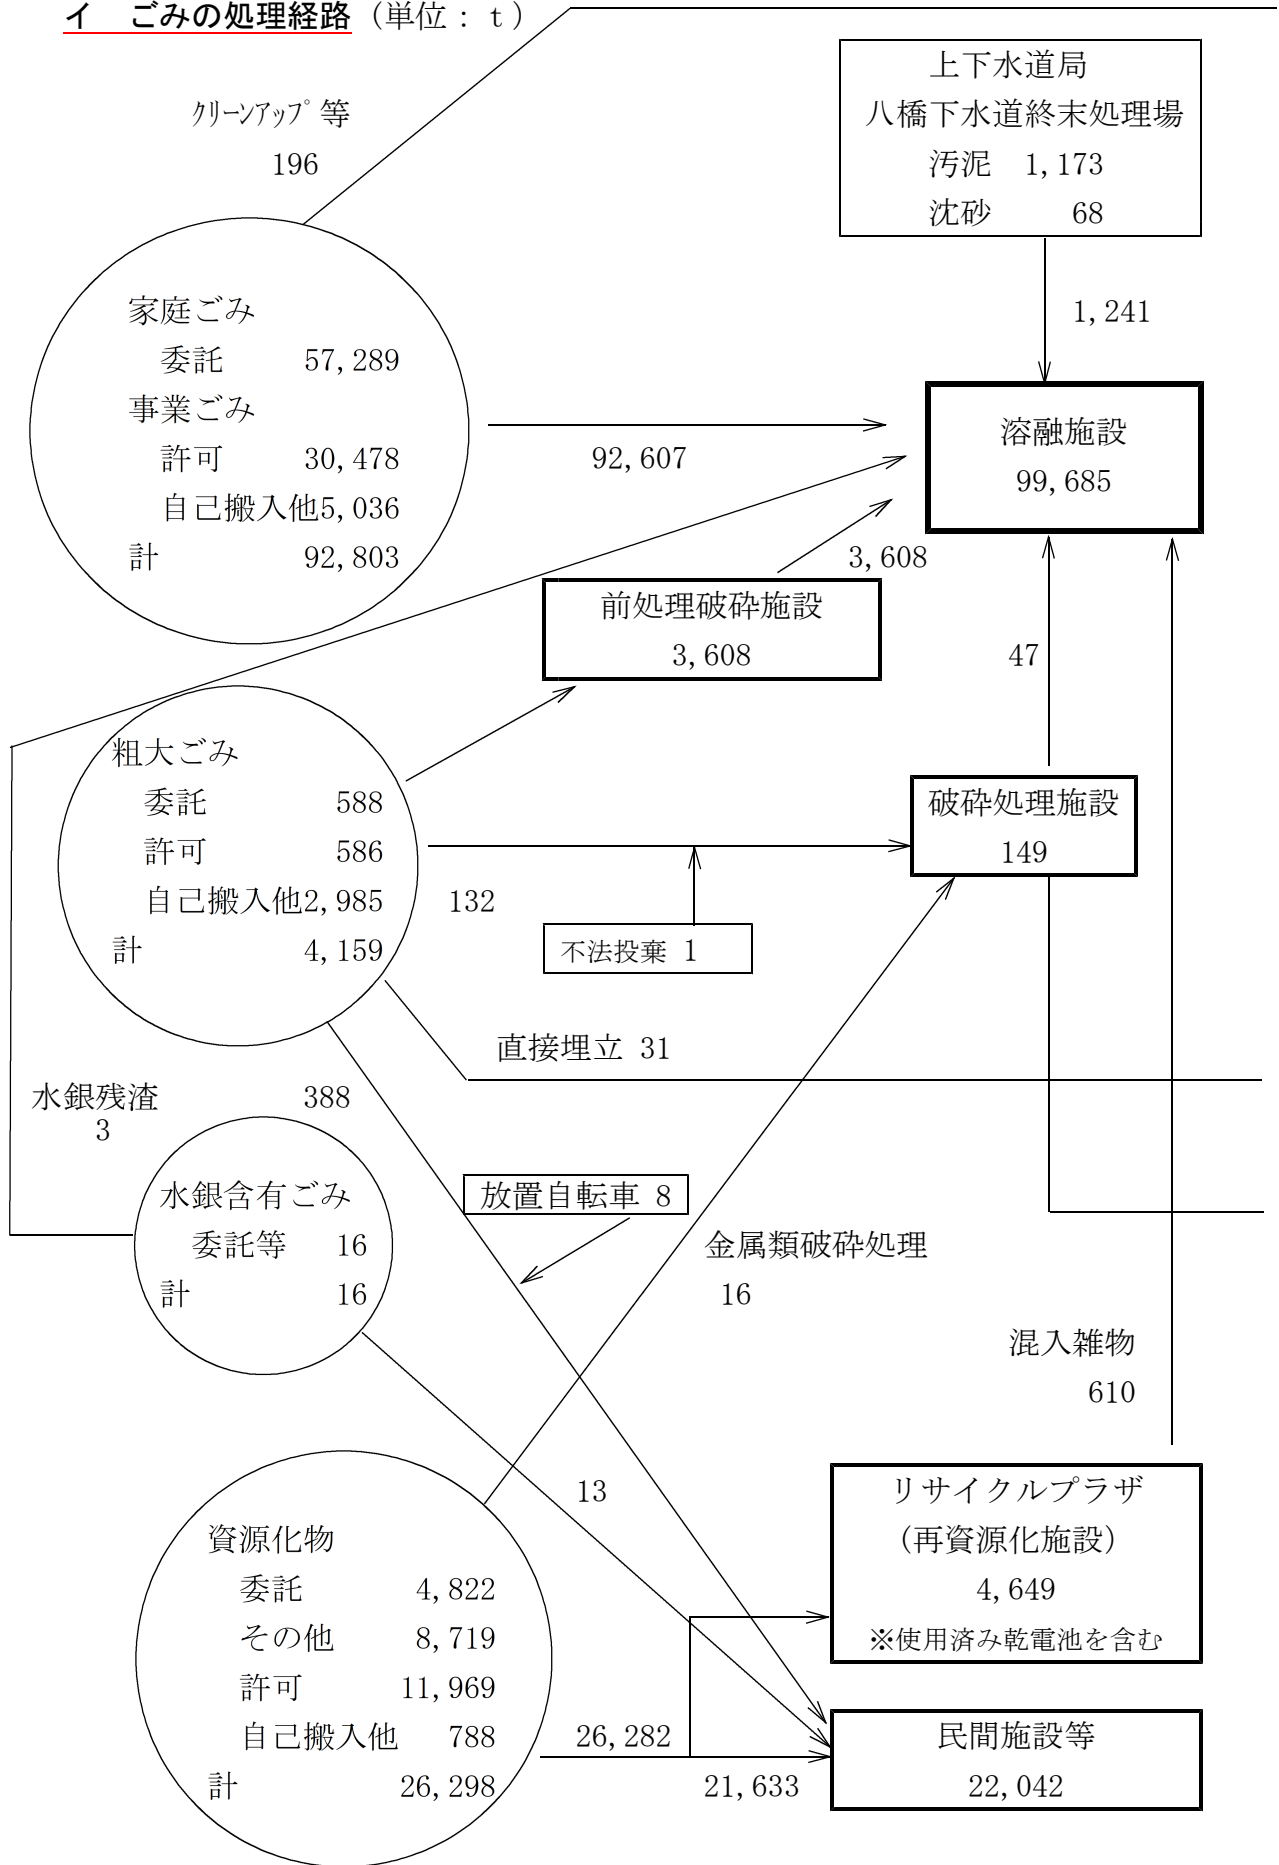 イ　ごみの処理経路（単位：ｔ）
クリーンアップ等
196
上下水道局
八橋下水道終末処理場
汚泥　1,173
沈砂　68
1,241
家庭ごみ
委託　57,289
事業ごみ
許可　30,478
自己搬入他5,036
計　92,803
92,607
溶融施設
99,685
3,608
前処理破砕施設
3,608
47
粗大ごみ
委託　588
許可　586
自己搬入他2,985
計　4,159
132
破砕処理施設
149
不法投棄 1
直接埋立 31
水銀残渣
3
388
水銀含有ごみ
委託等　16
計　16
放置自転車 8
金属類破砕処理
16
混入雑物
610
13
資源化物
委託　4,822
その他　8,719
許可　11,969
自己搬入他　788
計　26,298
26,282
21,633
リサイクルプラザ
（再資源化施設）
4,649
※使用済み乾電池を含む
民間施設等
22,042